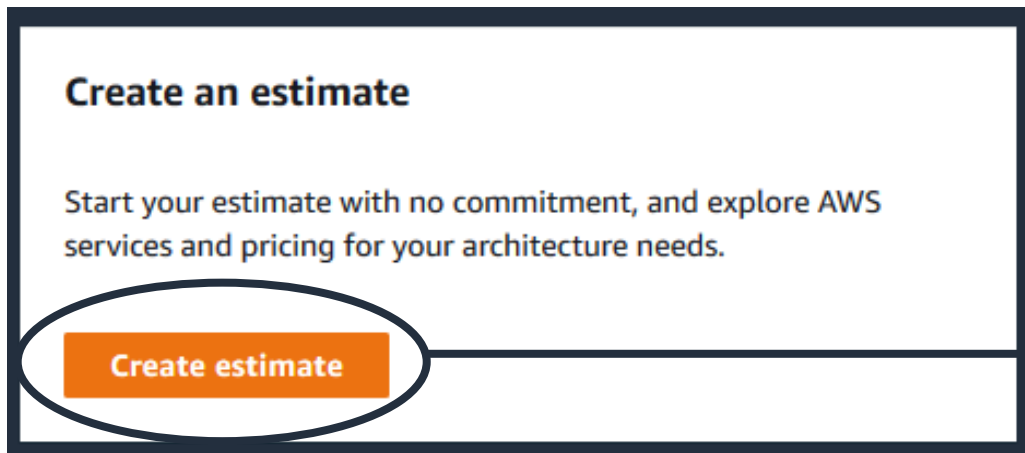 Create an estimate
Start your estimate with no commitment, and explore AWS
services and pricing for your architecture needs.
Create estimate